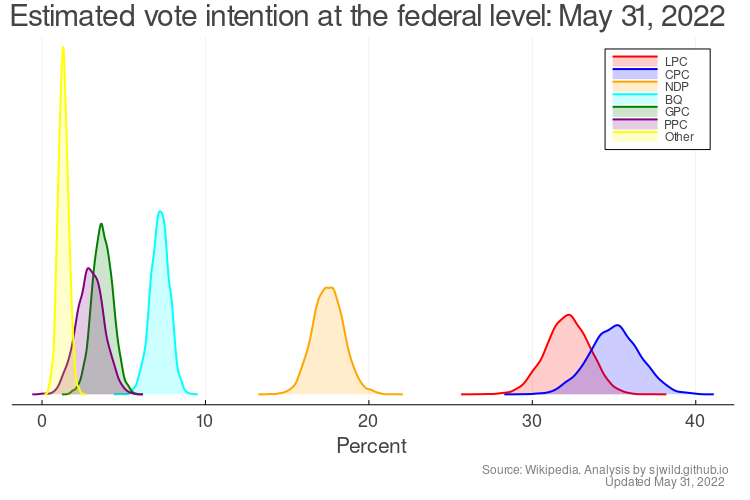 Estimated vote intention at the federal level: May 31, 2022
LPC
CPC
NDP
BQ
GPC
PPC
Other
0 10 20 30 40
Percent
Source: Wikipedia. Analysis by sjwild.github.io
Updated May 31, 2022